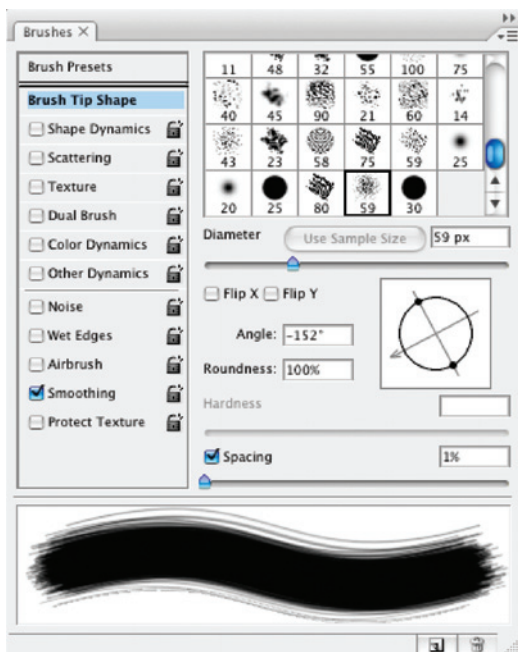 Brushes ×
Brush Presets
Brush Tip Shape
Shape Dynamics
Scattering
Texture
Dual Brush
Color Dynamics
Other Dynamics
Noise
Wet Edges
Airbrush
Smoothing
Protect Texture
11 48 32 55 100 75
40 45 90 21 60 14
43 23 58 75 59 25
20 25 80 59 30
Diameter Use Sample Size 59 px
Flip X Flip Y
Angle: -152°
Roundness: 100%
Hardness
Spacing 1%